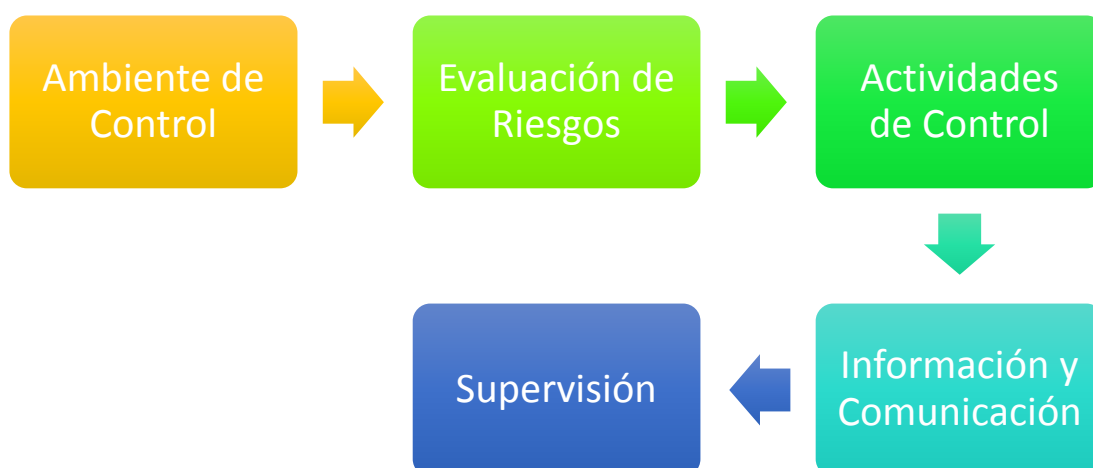 Ambiente de
Control
Evaluación de
Riesgos
Actividades
de Control
Información y
Comunicación
Supervisión